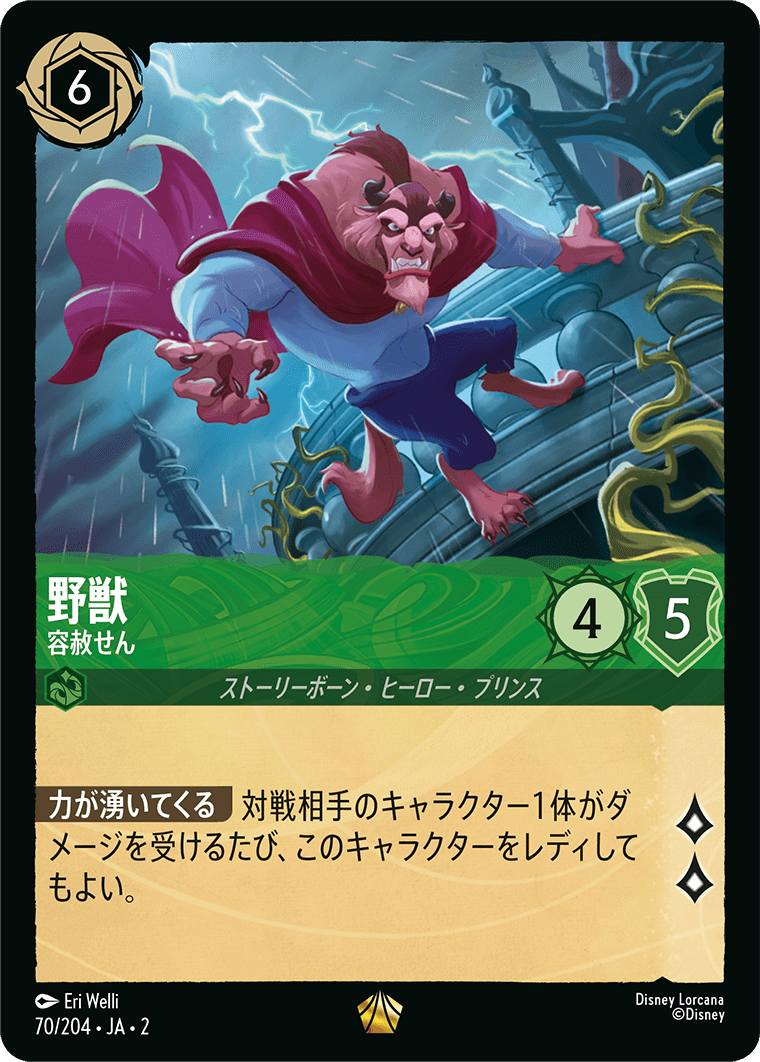 6
野獣
容赦せん
4
5
ストーリーボーン・ヒーロー・プリンス
力が湧いてくる 対戦相手のキャラクター1体がダ
メージを受けるたび、このキャラクターをレディして
もよい。
Eri Welli
70/204・JA・2
Disney Lorcana
©Disney